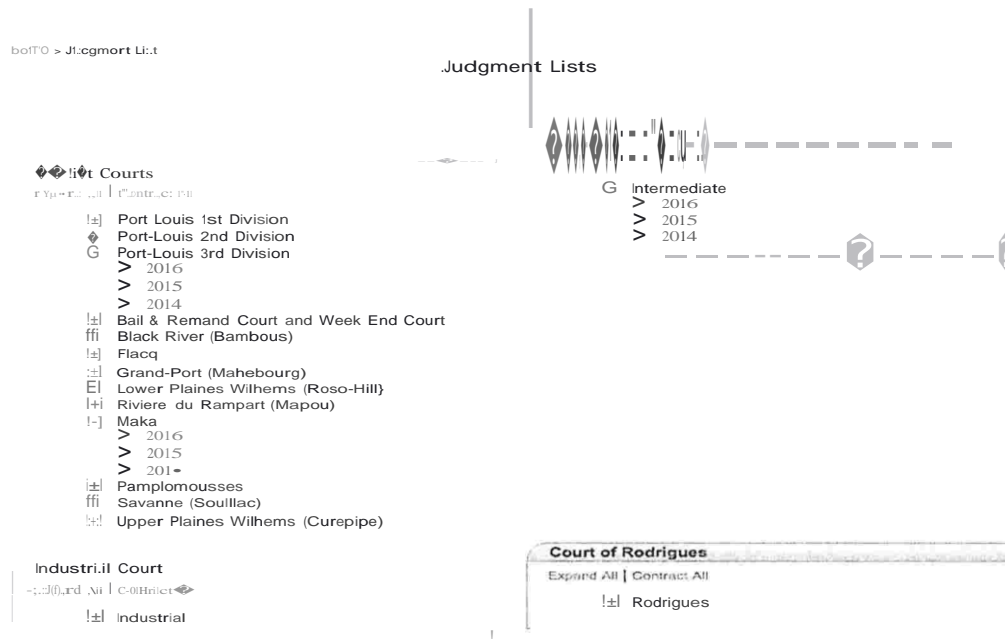 Judgment Lists
Courts
Port Louis 1st Division
Port-Louis 2nd Division
Port-Louis 3rd Division
> 2016
> 2015
> 2014
Bail & Remand Court and Week End Court
Black River (Bambous)
Flacq
Grand-Port (Mahebourg)
Lower Plaines Wilhems (Roso-Hill}
Riviere du Rampart (Mapou)
Maka
> 2016
> 2015
Pamplomousses
Savanne (Soulllac)
Upper Plaines Wilhems (Curepipe)
Court
Industrial
Intermediate
> 2016
> 2015
> 2014
Court of Rodrigues
Expand All | Contract All
Rodrigues